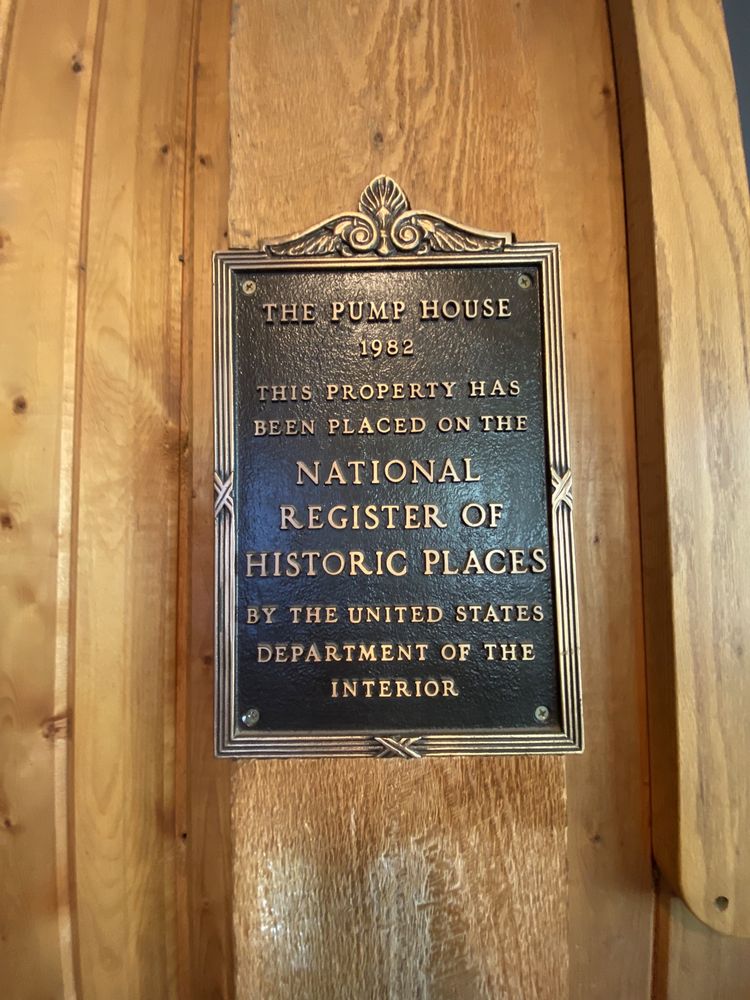 THE PUMP HOUSE
1982
THIS PROPERTY HAS
BEEN PLACED ON THE
NATIONAL
REGISTER OF
HISTORIC PLACES
BY THE UNITED STATES
DEPARTMENT OF THE
INTERIOR